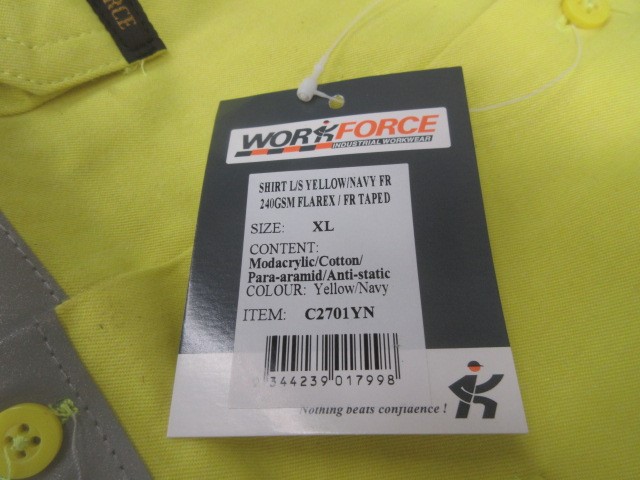 RCE
WORKFORCE
INDUSTRIAL WORKWEAR
SHIRT L/S YELLOW/NAVY FR
240GSM FLAREX / FR TAPED
SIZE: XL
CONTENT:
Modacrylic/Cotton/
Para-aramid/Anti-static
COLOUR: Yellow/Navy
ITEM: C2701YN
344239 017998
Nothing beats confidence !